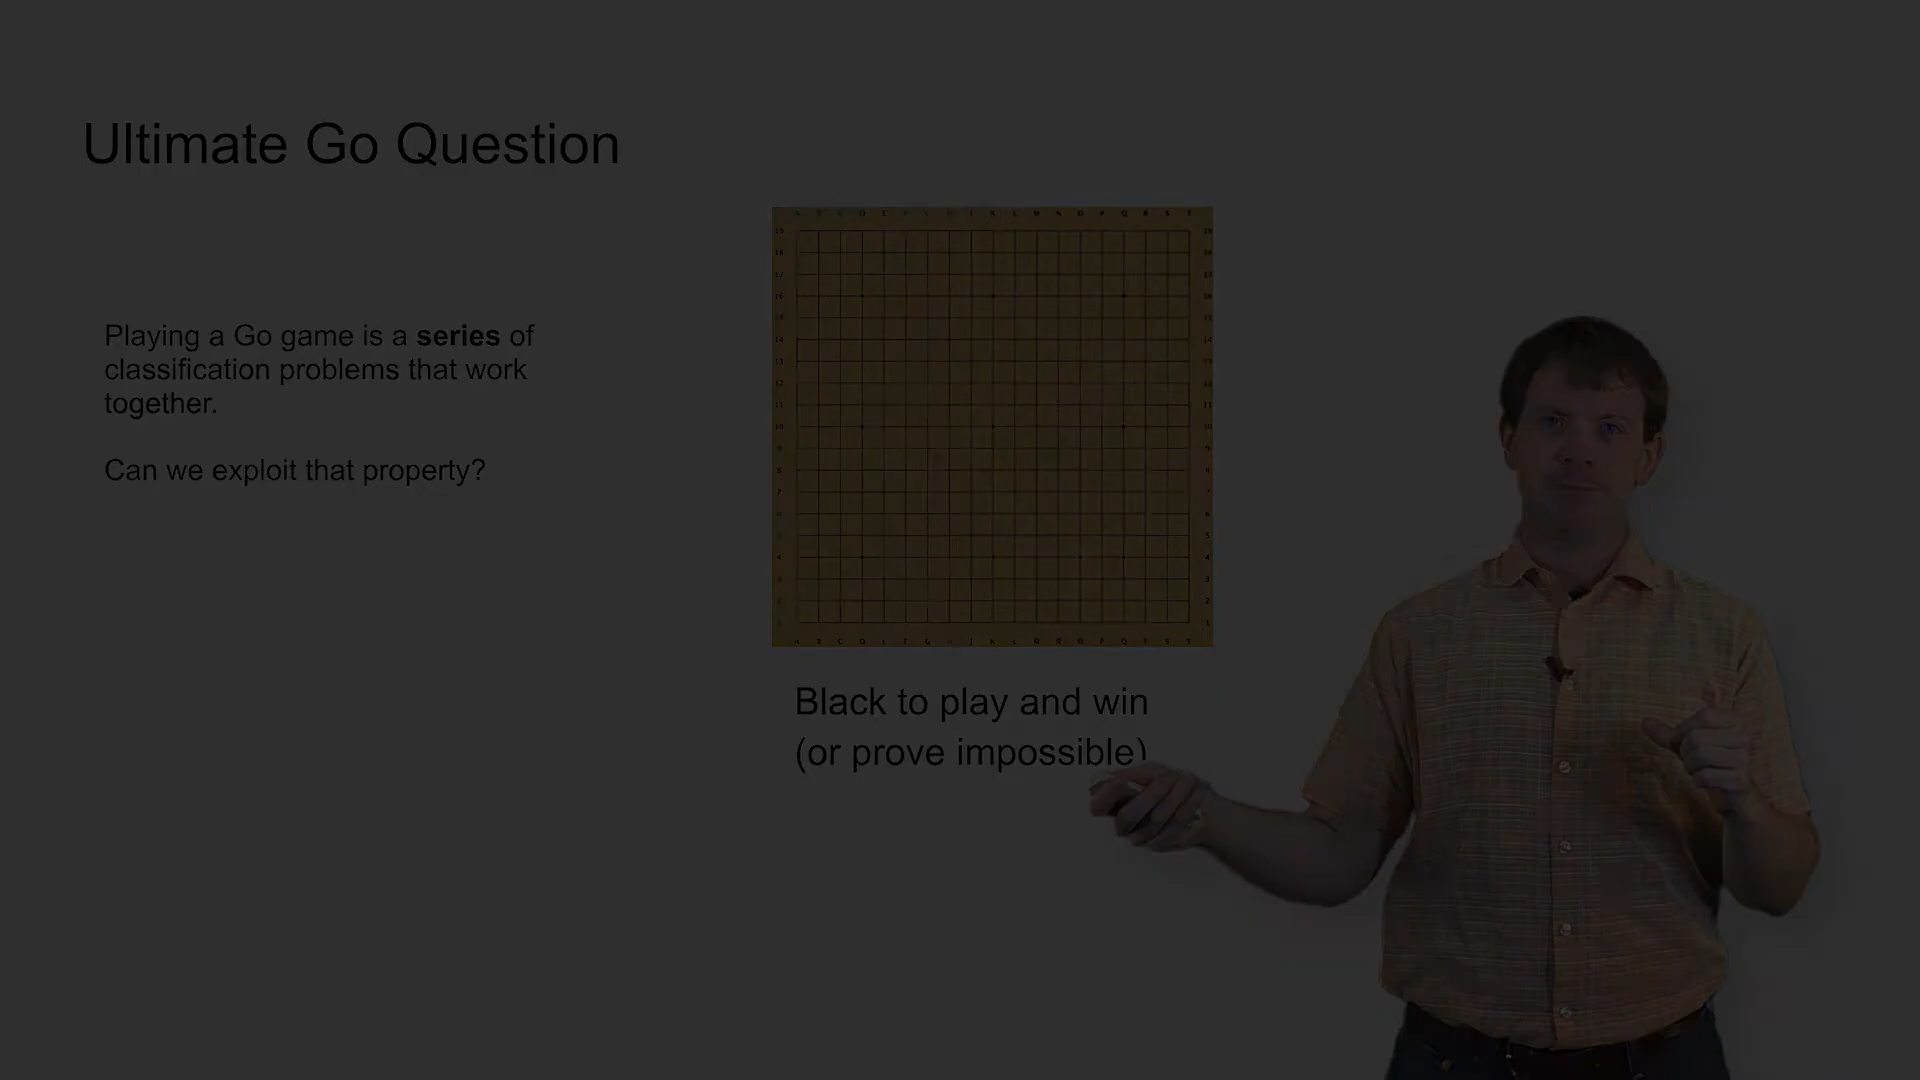 Ultimate Go Question
Playing a Go game is a series of
classification problems that work
together.
Can we exploit that property?
Black to play and win
(or prove impossible)